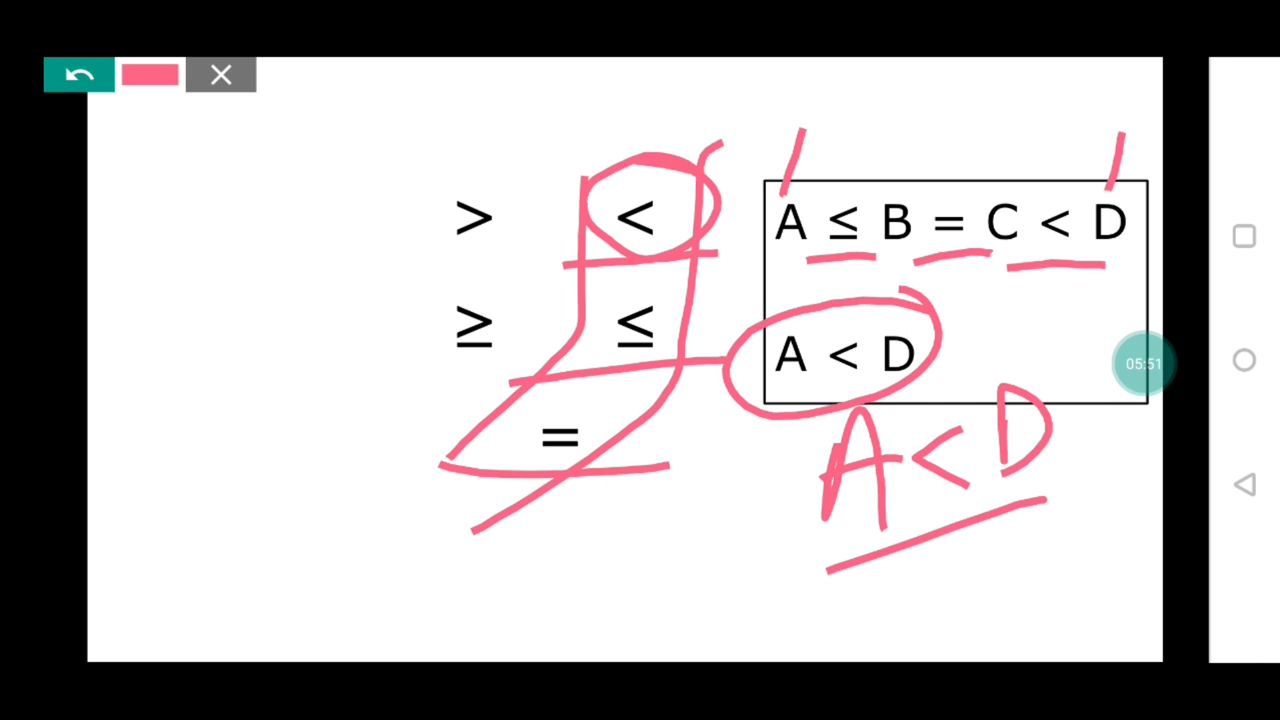 > <
A ≤ B = C < D
≥ ≤
A < D
05:51
=
A < D